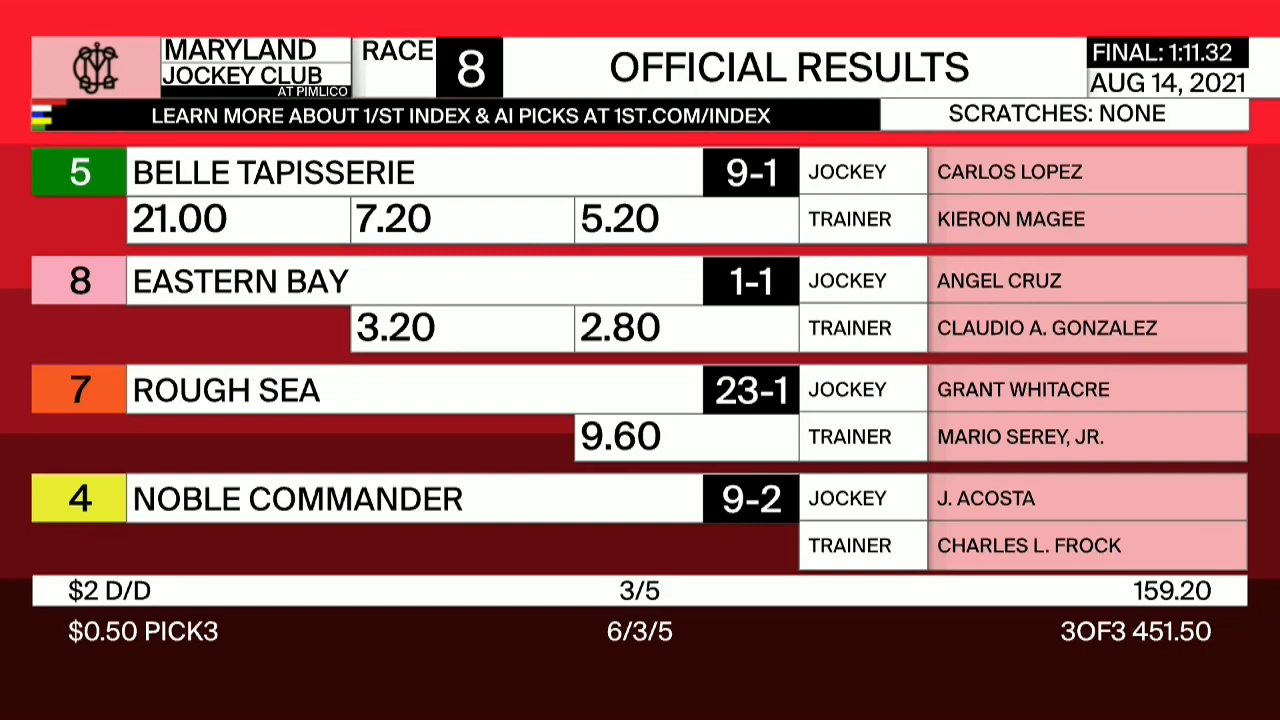 MARYLAND
JOCKEY CLUB
AT PIMLICO
RACE 8
OFFICIAL RESULTS
FINAL: 1:11.32
AUG 14, 2021
LEARN MORE ABOUT 1/ST INDEX & AI PICKS AT 1ST.COM/INDEX
SCRATCHES: NONE
5 BELLE TAPISSERIE 9-1 JOCKEY CARLOS LOPEZ
21.00 7.20 5.20 TRAINER KIERON MAGEE
8 EASTERN BAY 1-1 JOCKEY ANGEL CRUZ
3.20 2.80 TRAINER CLAUDIO A. GONZALEZ
7 ROUGH SEA 23-1 JOCKEY GRANT WHITACRE
9.60 TRAINER MARIO SEREY, JR.
4 NOBLE COMMANDER 9-2 JOCKEY J. ACOSTA
TRAINER CHARLES L. FROCK
$2 D/D 3/5 159.20
$0.50 PICK3 6/3/5 3OF3 451.50